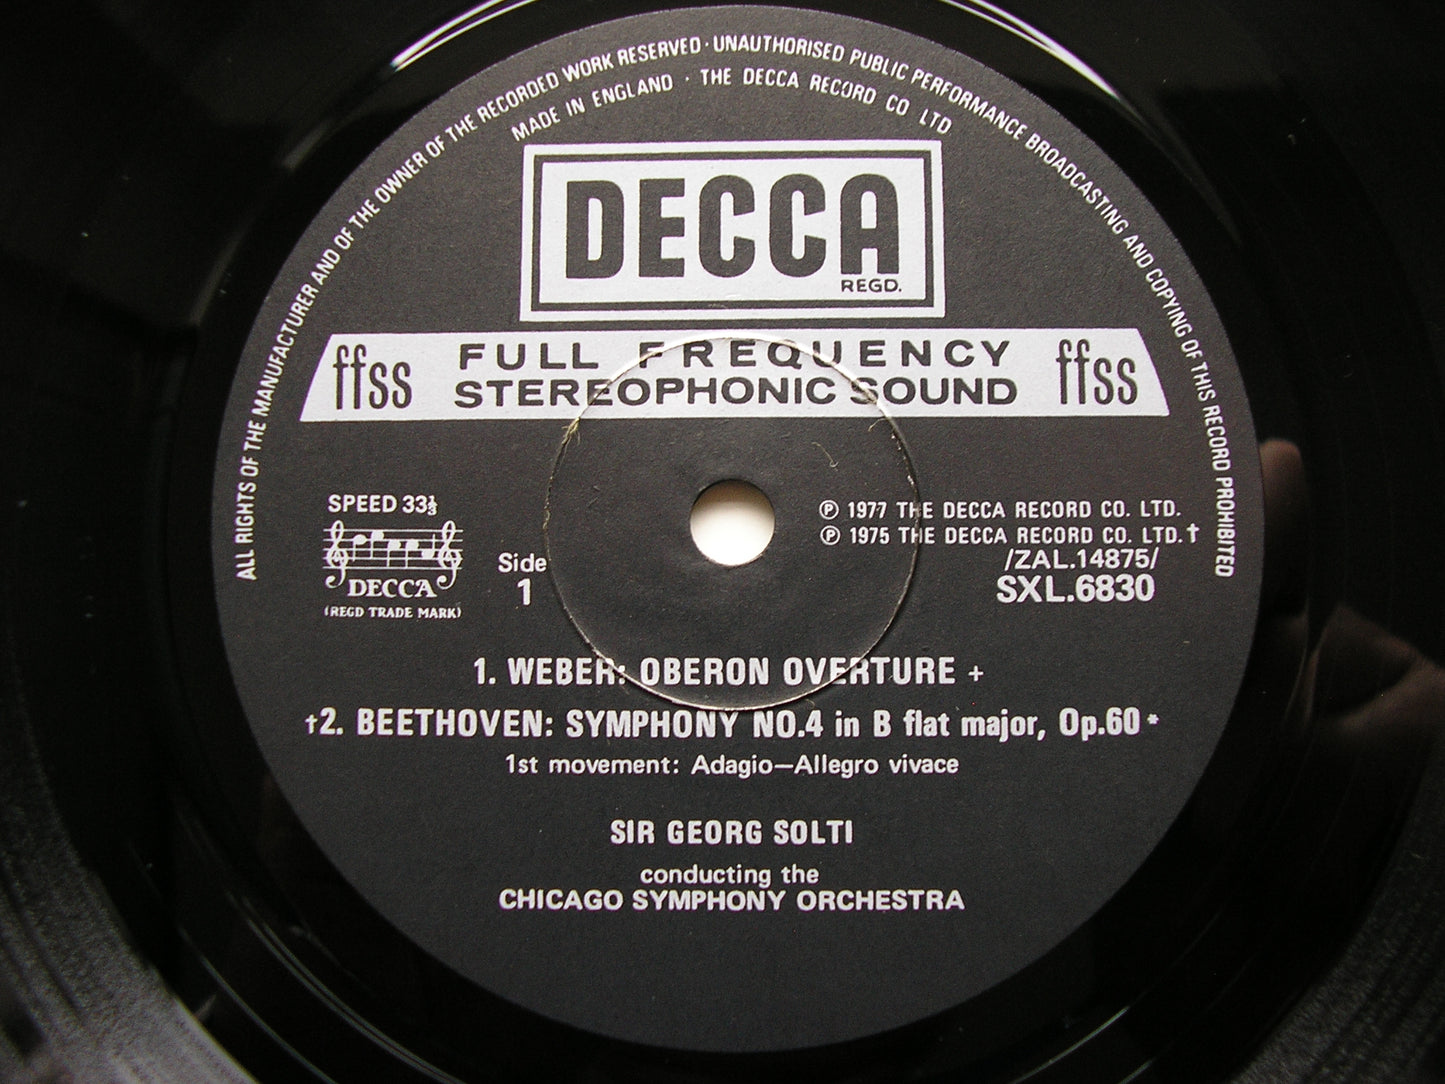 ALL RIGHTS OF THE MANUFACTURER AND OF THE OWNER OF THE RECORDED WORK RESERVED · UNAUTHORISED PUBLIC PERFORMANCE BROADCASTING AND COPYING OF THIS RECORD PROHIBITED
MADE IN ENGLAND · THE DECCA RECORD CO LTD
DECCA
REGD.
ffss FULL FREQUENCY ffss
STEREOPHONIC SOUND
SPEED 33⅓
DECCA
(REGD TRADE MARK)
Side
1
℗ 1977 THE DECCA RECORD CO. LTD.
℗ 1975 THE DECCA RECORD CO. LTD.†
/ZAL.14875/
SXL.6830
1. WEBER: OBERON OVERTURE +
†2. BEETHOVEN: SYMPHONY NO.4 in B flat major, Op.60 *
1st movement: Adagio—Allegro vivace
SIR GEORG SOLTI
conducting the
CHICAGO SYMPHONY ORCHESTRA